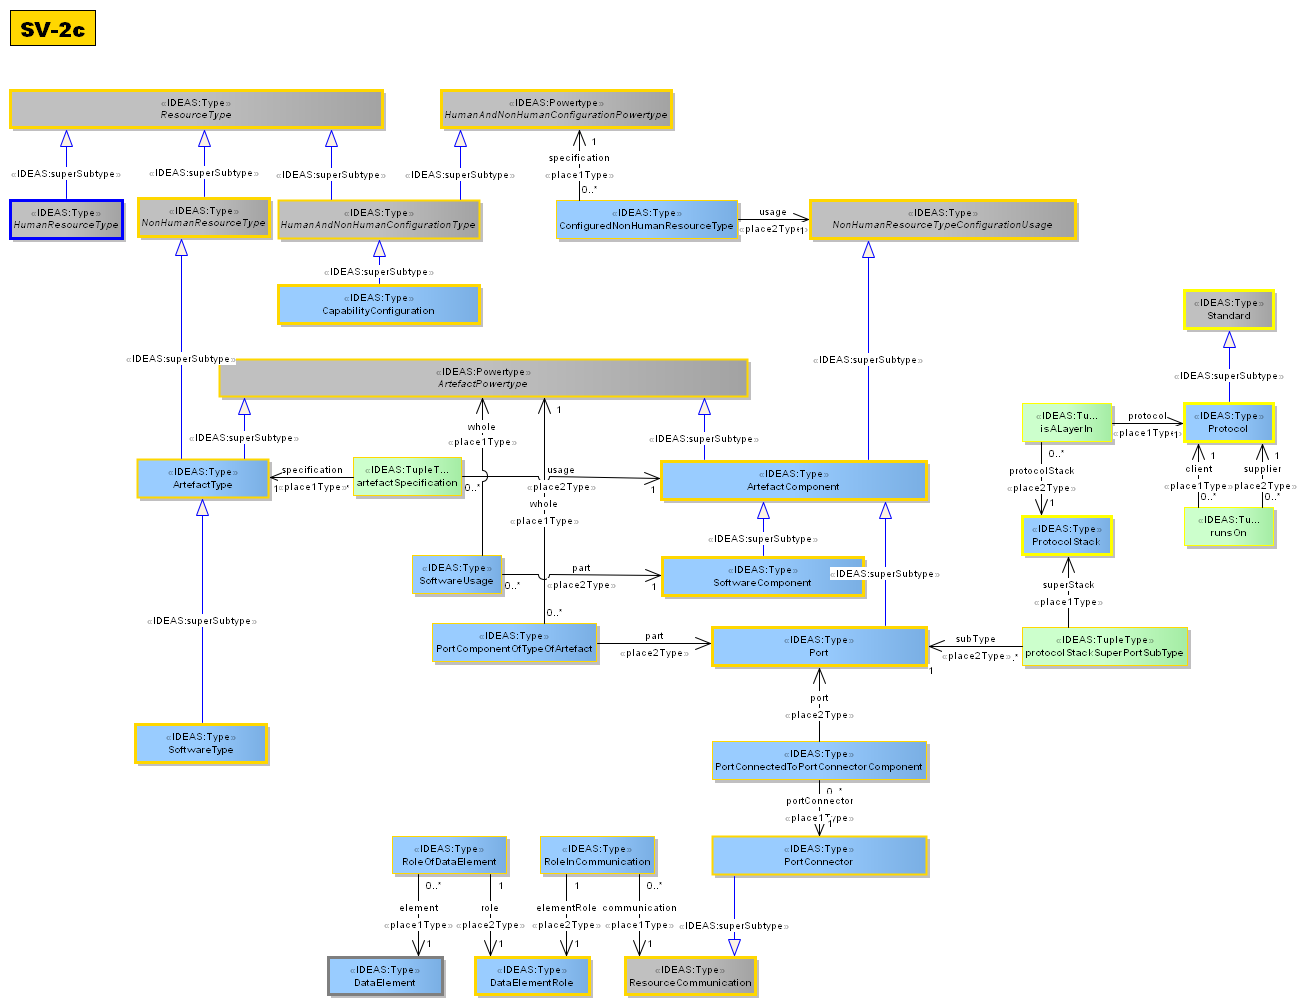 SV-2c
«IDEAS:Type»
ResourceType
«IDEAS:Powertype»
HumanAndNonHumanConfigurationPowertype
1
specification
«place1Type»
0..*
«IDEAS:superSubtype»
«IDEAS:superSubtype»
«IDEAS:superSubtype»
«IDEAS:superSubtype»
«IDEAS:Type»
HumanResourceType
«IDEAS:Type»
NonHumanResourceType
«IDEAS:Type»
HumanAndNonHumanConfigurationType
«IDEAS:Type»
ConfiguredNonHumanResourceType
usage
«place2Type»
1
«IDEAS:Type»
NonHumanResourceTypeConfigurationUsage
«IDEAS:superSubtype»
«IDEAS:Type»
CapabilityConfiguration
«IDEAS:Type»
Standard
«IDEAS:superSubtype»
«IDEAS:superSubtype»
«IDEAS:superSubtype»
«IDEAS:Powertype»
ArtefactPowertype
1
whole
«place1Type»
«IDEAS:superSubtype»
«IDEAS:superSubtype»
«IDEAS:Tu...
isALayerIn
protocol
«place1Type»
1
«IDEAS:Type»
Protocol
0..*
protocolStack
«place2Type»
1
1
client
«place1Type»
0..*
1
supplier
«place2Type»
0..*
«IDEAS:Type»
ArtefactType
specification
«place1Type»
1
.*
«IDEAS:TupleT...
artefactSpecification
0..*
usage
«place2Type»
1
whole
«place1Type»
«IDEAS:Type»
ArtefactComponent
«IDEAS:Type»
ProtocolStack
«IDEAS:Tu...
runsOn
«IDEAS:superSubtype»
«IDEAS:Type»
SoftwareUsage
0..*
part
«place2Type»
1
«IDEAS:Type»
SoftwareComponent
«IDEAS:superSubtype»
superStack
«place1Type»
0..*
«IDEAS:superSubtype»
«IDEAS:Type»
PortComponentOfTypeOfArtefact
part
«place2Type»
«IDEAS:Type»
Port
1
subType
«place2Type»
.*
«IDEAS:TupleType»
protocolStackSuperPortSubType
port
«place2Type»
«IDEAS:Type»
SoftwareType
«IDEAS:Type»
PortConnectedToPortConnectorComponent
0..*
portConnector
«place1Type»
1
«IDEAS:Type»
RoleOfDataElement
«IDEAS:Type»
RoleInCommunication
«IDEAS:Type»
PortConnector
0..*
element
«place1Type»
1
1
role
«place2Type»
1
1
elementRole
«place2Type»
1
0..*
communication
«place1Type»
1
«IDEAS:superSubtype»
«IDEAS:Type»
DataElement
«IDEAS:Type»
DataElementRole
«IDEAS:Type»
ResourceCommunication